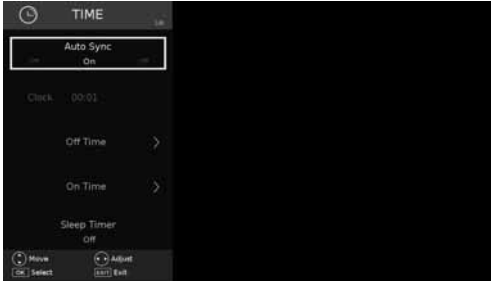 TIME
Auto Sync
On
Clock 00:01
Off Time
On Time
Sleep Timer
Off
Move Adjust
OK Select EXIT Exit